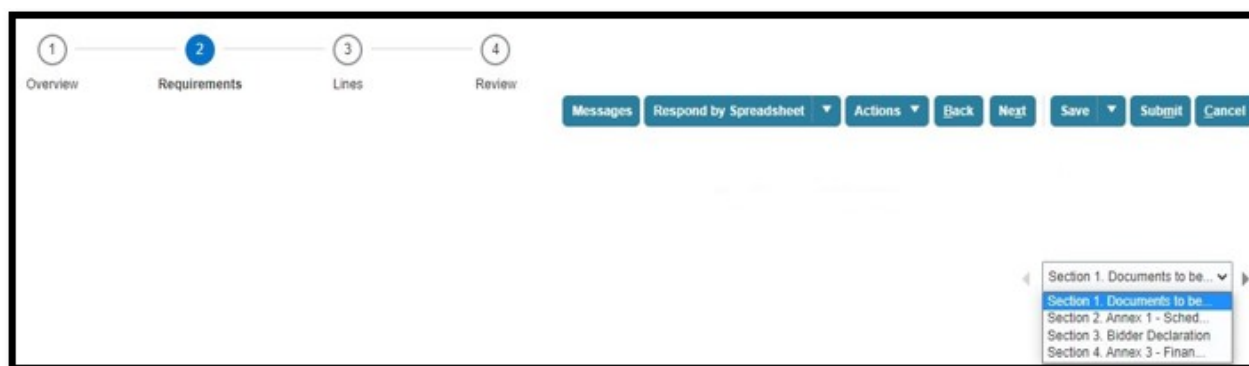 1 2 3 4
Overview Requirements Lines Review
Messages Respond by Spreadsheet Actions Back Next Save Submit Cancel
Section 1. Documents to be...
Section 1. Documents to be...
Section 2. Annex 1 - Sched...
Section 3. Bidder Declaration
Section 4. Annex 3 - Finan...